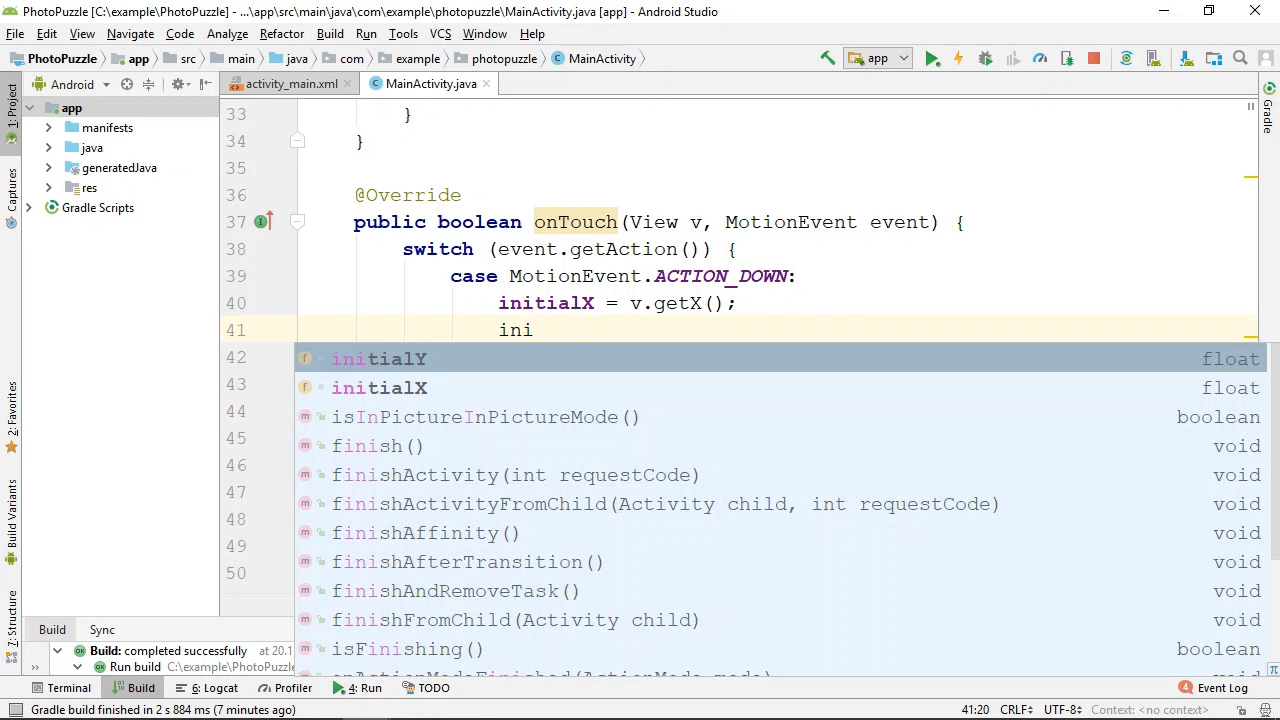 PhotoPuzzle [C:\example\PhotoPuzzle] - ...\app\src\main\java\com\example\photopuzzle\MainActivity.java [app] - Android Studio
File Edit View Navigate Code Analyze Refactor Build Run Tools VCS Window Help
PhotoPuzzle app src main java com example photopuzzle MainActivity app
1: Project Android activity_main.xml MainActivity.java Gradle
app
manifests
java
generatedJava
res
Gradle Scripts
Captures
2: Favorites
Build Variants
7: Structure
33 }
34 }
35
36 @Override
37 public boolean onTouch(View v, MotionEvent event) {
38 switch (event.getAction()) {
39 case MotionEvent.ACTION_DOWN:
40 initialX = v.getX();
41 ini
42
43
44
45
46
47
48
49
50
f initialY float
f initialX float
m isInPictureInPictureMode() boolean
m finish() void
m finishActivity(int requestCode) void
m finishActivityFromChild(Activity child, int requestCode) void
m finishAffinity() void
m finishAfterTransition() void
m finishAndRemoveTask() void
m finishFromChild(Activity child) void
m isFinishing() boolean
Build Sync
Build: completed successfully at 20.1
Run build C:\example\PhotoPuzzle
Terminal Build 6: Logcat Profiler 4: Run TODO 4 Event Log
Gradle build finished in 2 s 884 ms (7 minutes ago) 41:20 CRLF UTF-8 Context: <no context>